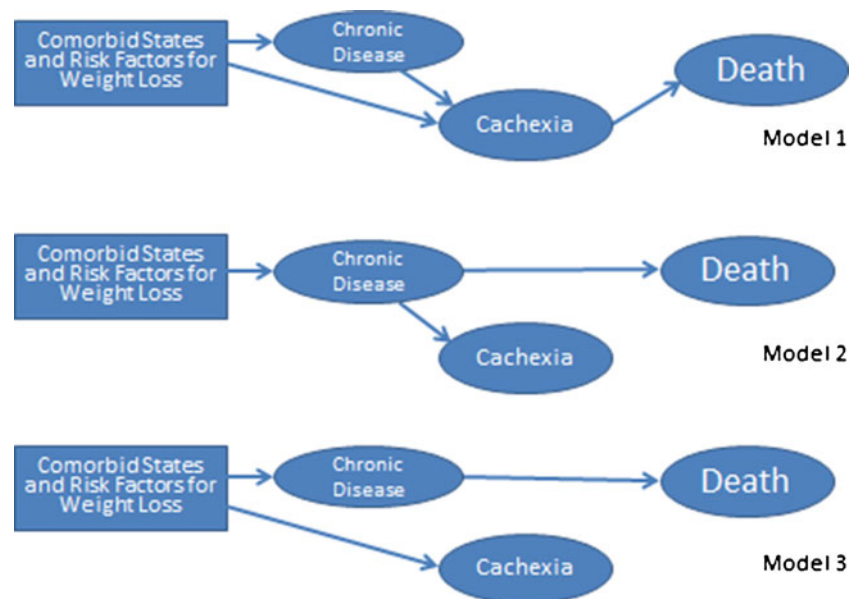 Comorbid States
and Risk Factors for
Weight Loss
Chronic
Disease
Cachexia
Death
Model 1
Comorbid States
and Risk Factors for
Weight Loss
Chronic
Disease
Death
Cachexia
Model 2
Comorbid States
and Risk Factors for
Weight Loss
Chronic
Disease
Death
Cachexia
Model 3